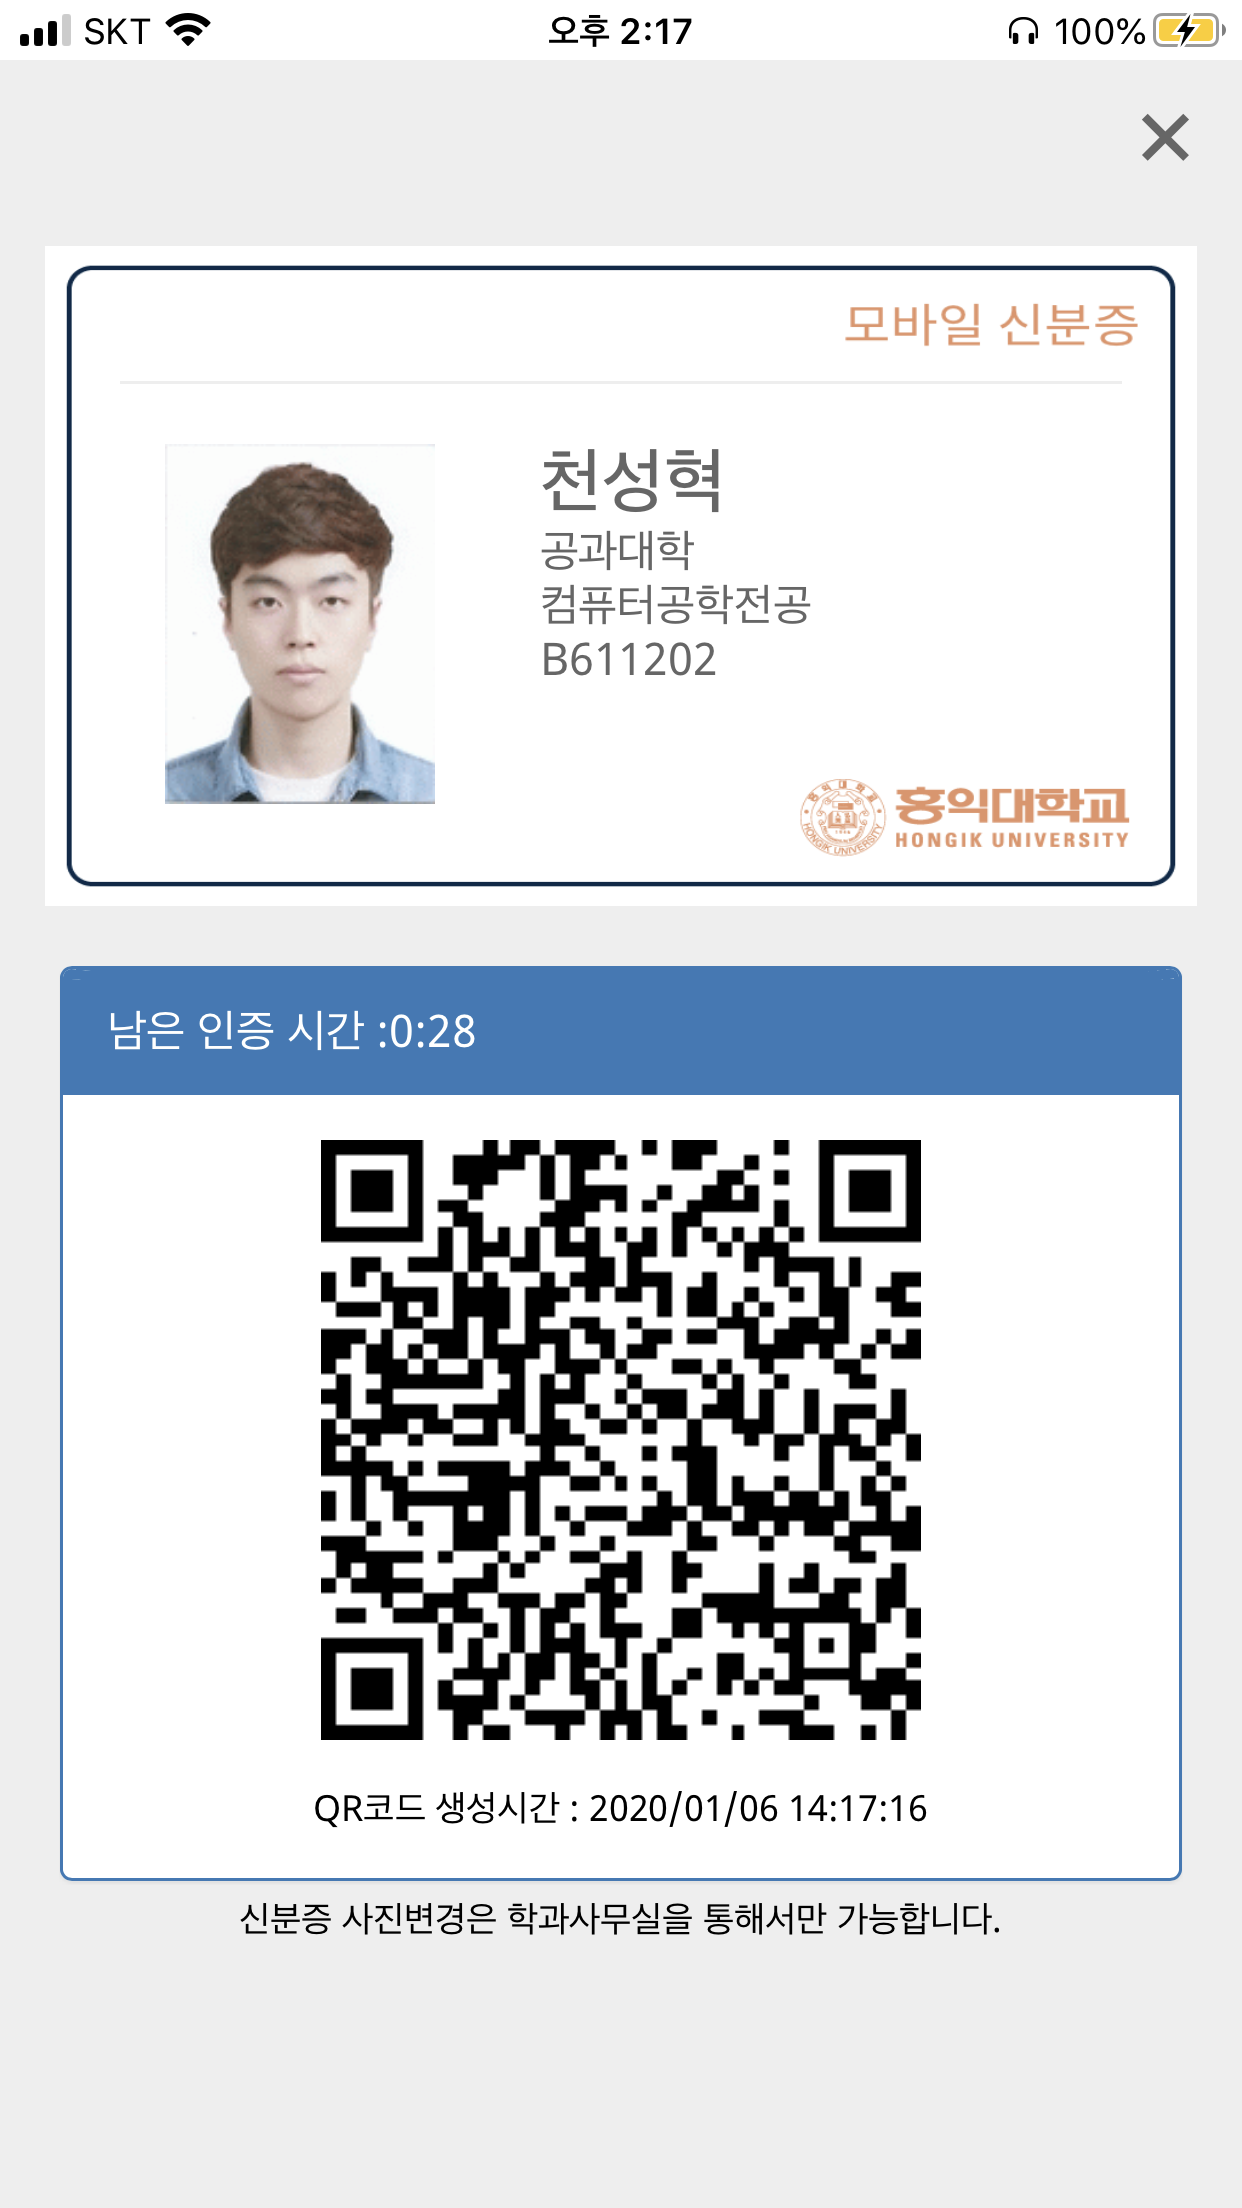 SKT 오후 2:17 100%
모바일 신분증
천성혁
공과대학
컴퓨터공학전공
B611202
홍익대학교
HONGIK UNIVERSITY
남은 인증 시간 :0:28
QR코드 생성시간 : 2020/01/06 14:17:16
신분증 사진변경은 학과사무실을 통해서만 가능합니다.